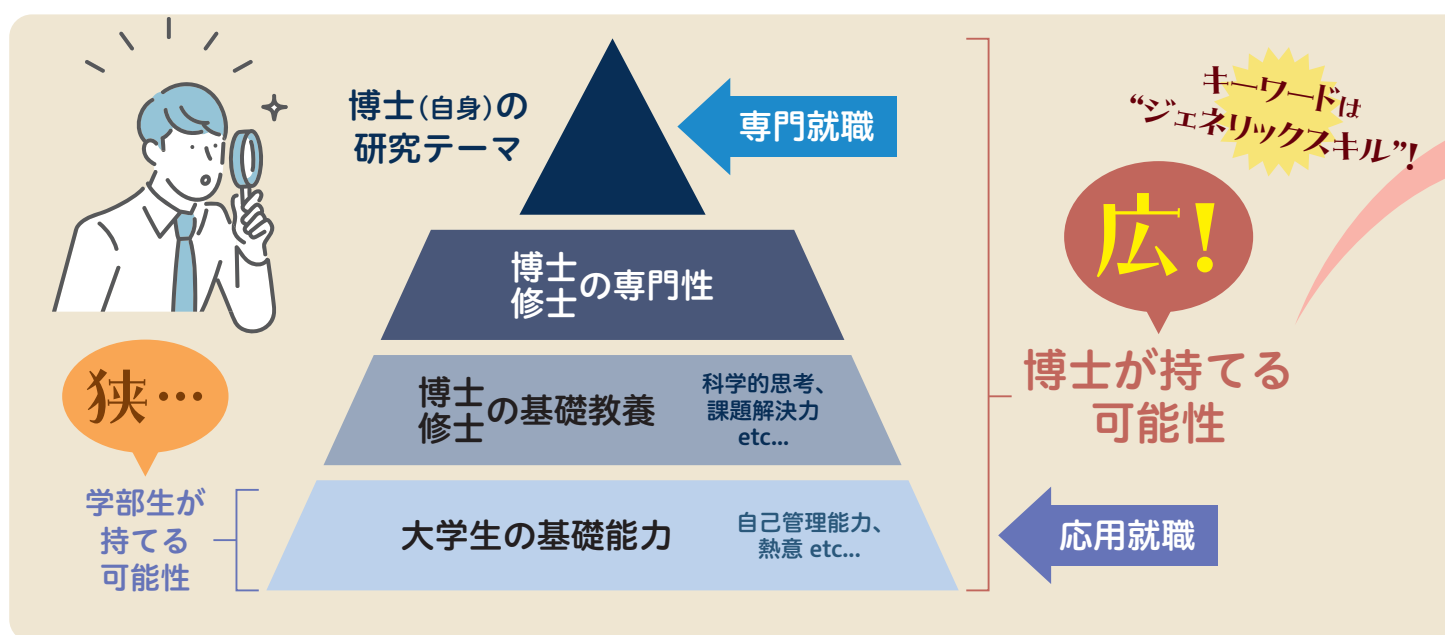 博士(自身)の
研究テーマ
専門就職
キーワードは
“ジェネリックスキル”!
広!
博士
修士
の専門性
狭…
博士
修士
の基礎教養
科学的思考、
課題解決力
etc...
博士が持てる
可能性
学部生が
持てる
可能性
大学生の基礎能力
自己管理能力、
熱意 etc...
応用就職